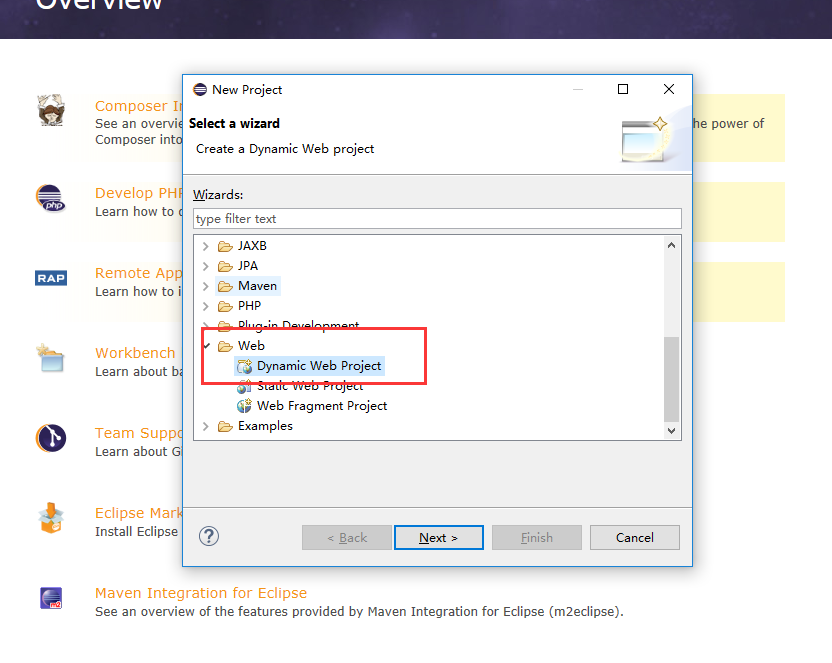 Overview
New Project
Select a wizard
Create a Dynamic Web project
Wizards:
type filter text
JAXB
JPA
Maven
PHP
Plug-in Development
Web
Dynamic Web Project
Static Web Project
Web Fragment Project
Examples
< Back
Next >
Finish
Cancel
Composer In
See an overvie
he power of
Composer into
php
Develop PHP
Learn how to
RAP
Remote App
Learn how to i
Workbench
Learn about ba
Team Suppo
Learn about G
Eclipse Mark
Install Eclipse
m2
Maven Integration for Eclipse
See an overview of the features provided by Maven Integration for Eclipse (m2eclipse).